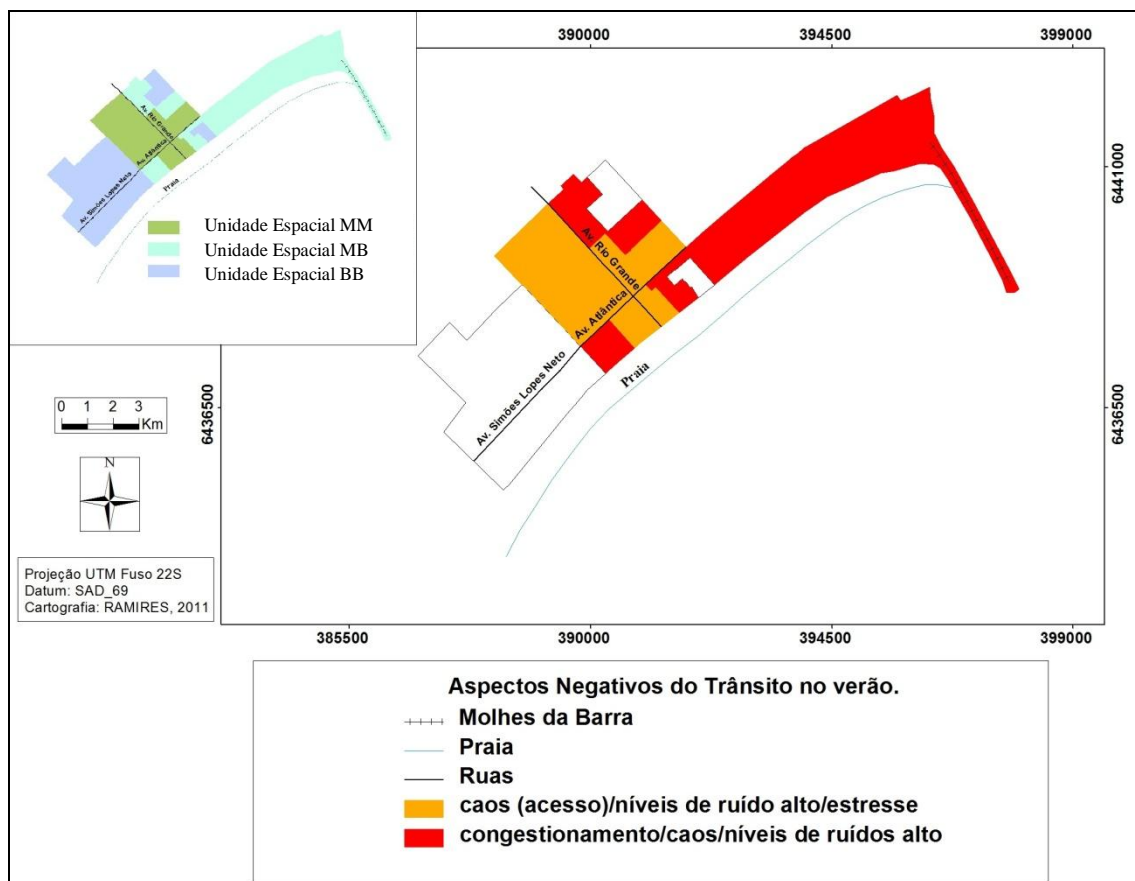 390000
394500
399000
Av. Rio Grande
Av. Atlântica
Av. Simões Lopes Neto
Praia
Unidade Espacial MM
Unidade Espacial MB
Unidade Espacial BB
6441000
6436500
Av. Rio Grande
Av. Atlântica
Av. Simões Lopes Neto
Praia
6441000
6436500
0 1 2 3
Km
N
Projeção UTM Fuso 22S
Datum: SAD_69
Cartografia: RAMIRES, 2011
385500
390000
394500
399000
Aspectos Negativos do Trânsito no verão.
Molhes da Barra
Praia
Ruas
caos (acesso)/níveis de ruído alto/estresse
congestionamento/caos/níveis de ruídos alto